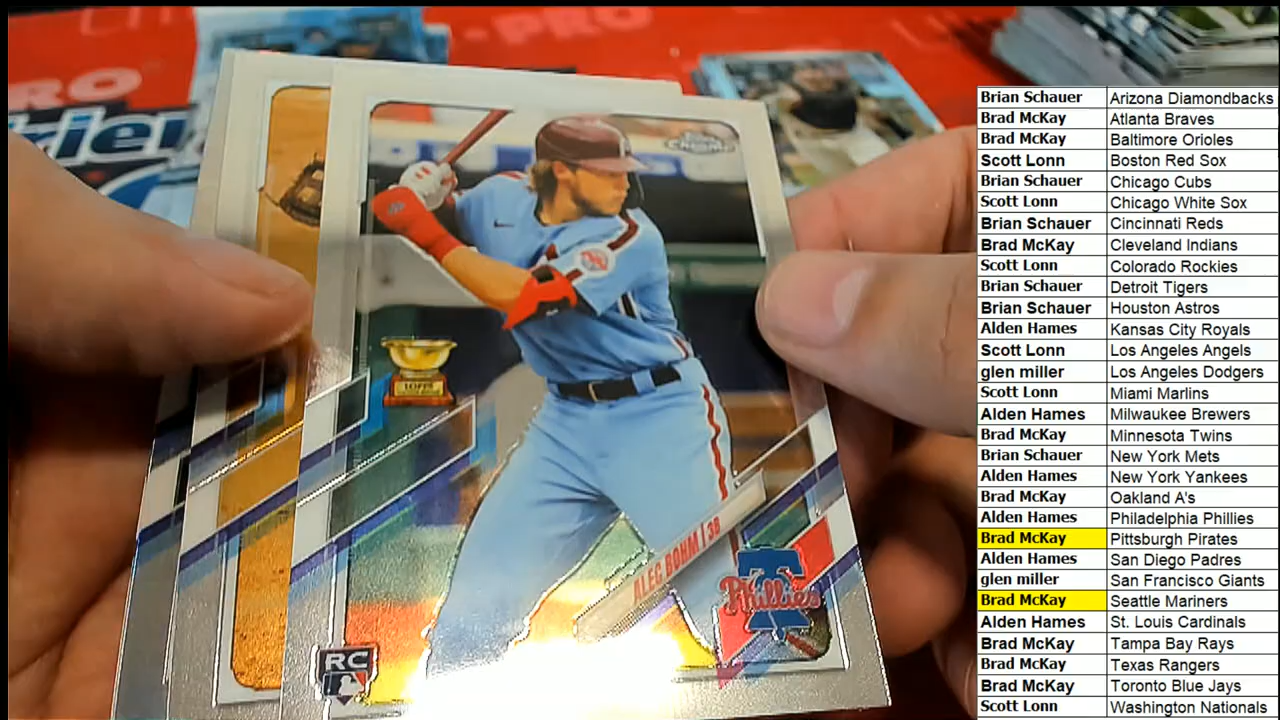 PRO
PRO
rier
Topps
Chrome
TOPPS
ALEC BOHM | 3B
Phillies
RC
Brian Schauer Arizona Diamondbacks
Brad McKay Atlanta Braves
Brad McKay Baltimore Orioles
Scott Lonn Boston Red Sox
Brian Schauer Chicago Cubs
Scott Lonn Chicago White Sox
Brian Schauer Cincinnati Reds
Brad McKay Cleveland Indians
Scott Lonn Colorado Rockies
Brian Schauer Detroit Tigers
Brian Schauer Houston Astros
Alden Hames Kansas City Royals
Scott Lonn Los Angeles Angels
glen miller Los Angeles Dodgers
Scott Lonn Miami Marlins
Alden Hames Milwaukee Brewers
Brad McKay Minnesota Twins
Brian Schauer New York Mets
Alden Hames New York Yankees
Brad McKay Oakland A's
Alden Hames Philadelphia Phillies
Brad McKay Pittsburgh Pirates
Alden Hames San Diego Padres
glen miller San Francisco Giants
Brad McKay Seattle Mariners
Alden Hames St. Louis Cardinals
Brad McKay Tampa Bay Rays
Brad McKay Texas Rangers
Brad McKay Toronto Blue Jays
Scott Lonn Washington Nationals